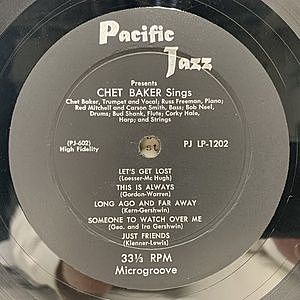 Pacific
Jazz
Presents
CHET BAKER Sings
Chet Baker, Trumpet and Vocal; Russ Freeman, Piano;
Red Mitchell and Carson Smith, Bass; Bob Neel,
Drums; Bud Shank, Flute; Corky Hale,
Harp; and Strings
(PJ-602)
High Fidelity
PJ LP-1202
LET'S GET LOST
(Loesser-Mc Hugh)
THIS IS ALWAYS
(Gordon-Warren)
LONG AGO AND FAR AWAY
(Kern-Gershwin)
SOMEONE TO WATCH OVER ME
(Geo. and Ira Gershwin)
JUST FRIENDS
(Klenner-Lewis)
33⅓ RPM
Microgroove